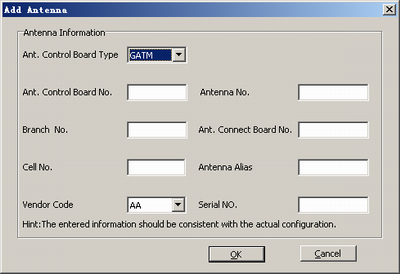 Add Antenna
Antenna Information
Ant. Control Board Type GATM
Ant. Control Board No. Antenna No.
Branch No. Ant. Connect Board No.
Cell No. Antenna Alias
Vendor Code AA Serial NO.
Hint:The entered information should be consistent with the actual configuration.
OK Cancel